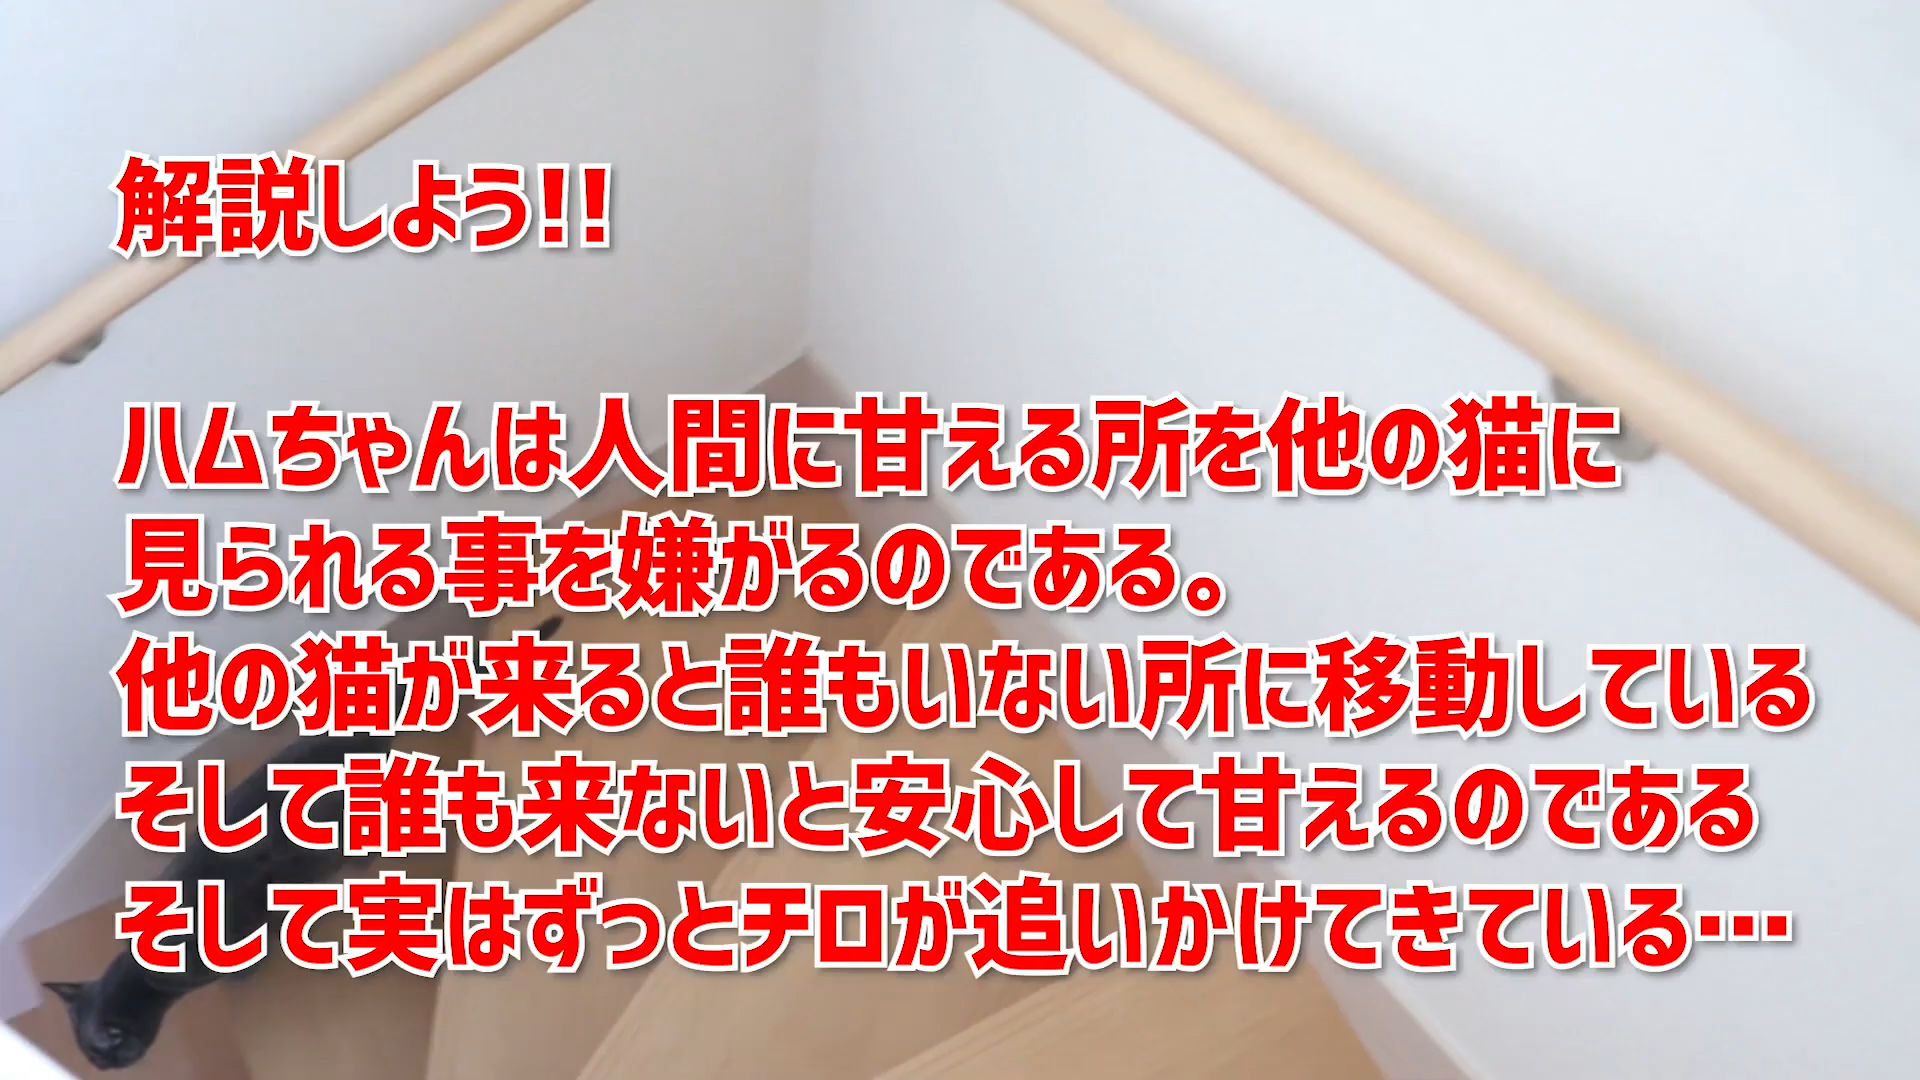 解説しよう!!
ハムちゃんは人間に甘える所を他の猫に
見られる事を嫌がるのである。
他の猫が来ると誰もいない所に移動している
そして誰も来ないと安心して甘えるのである
そして実はずっとチロが追いかけてきている…